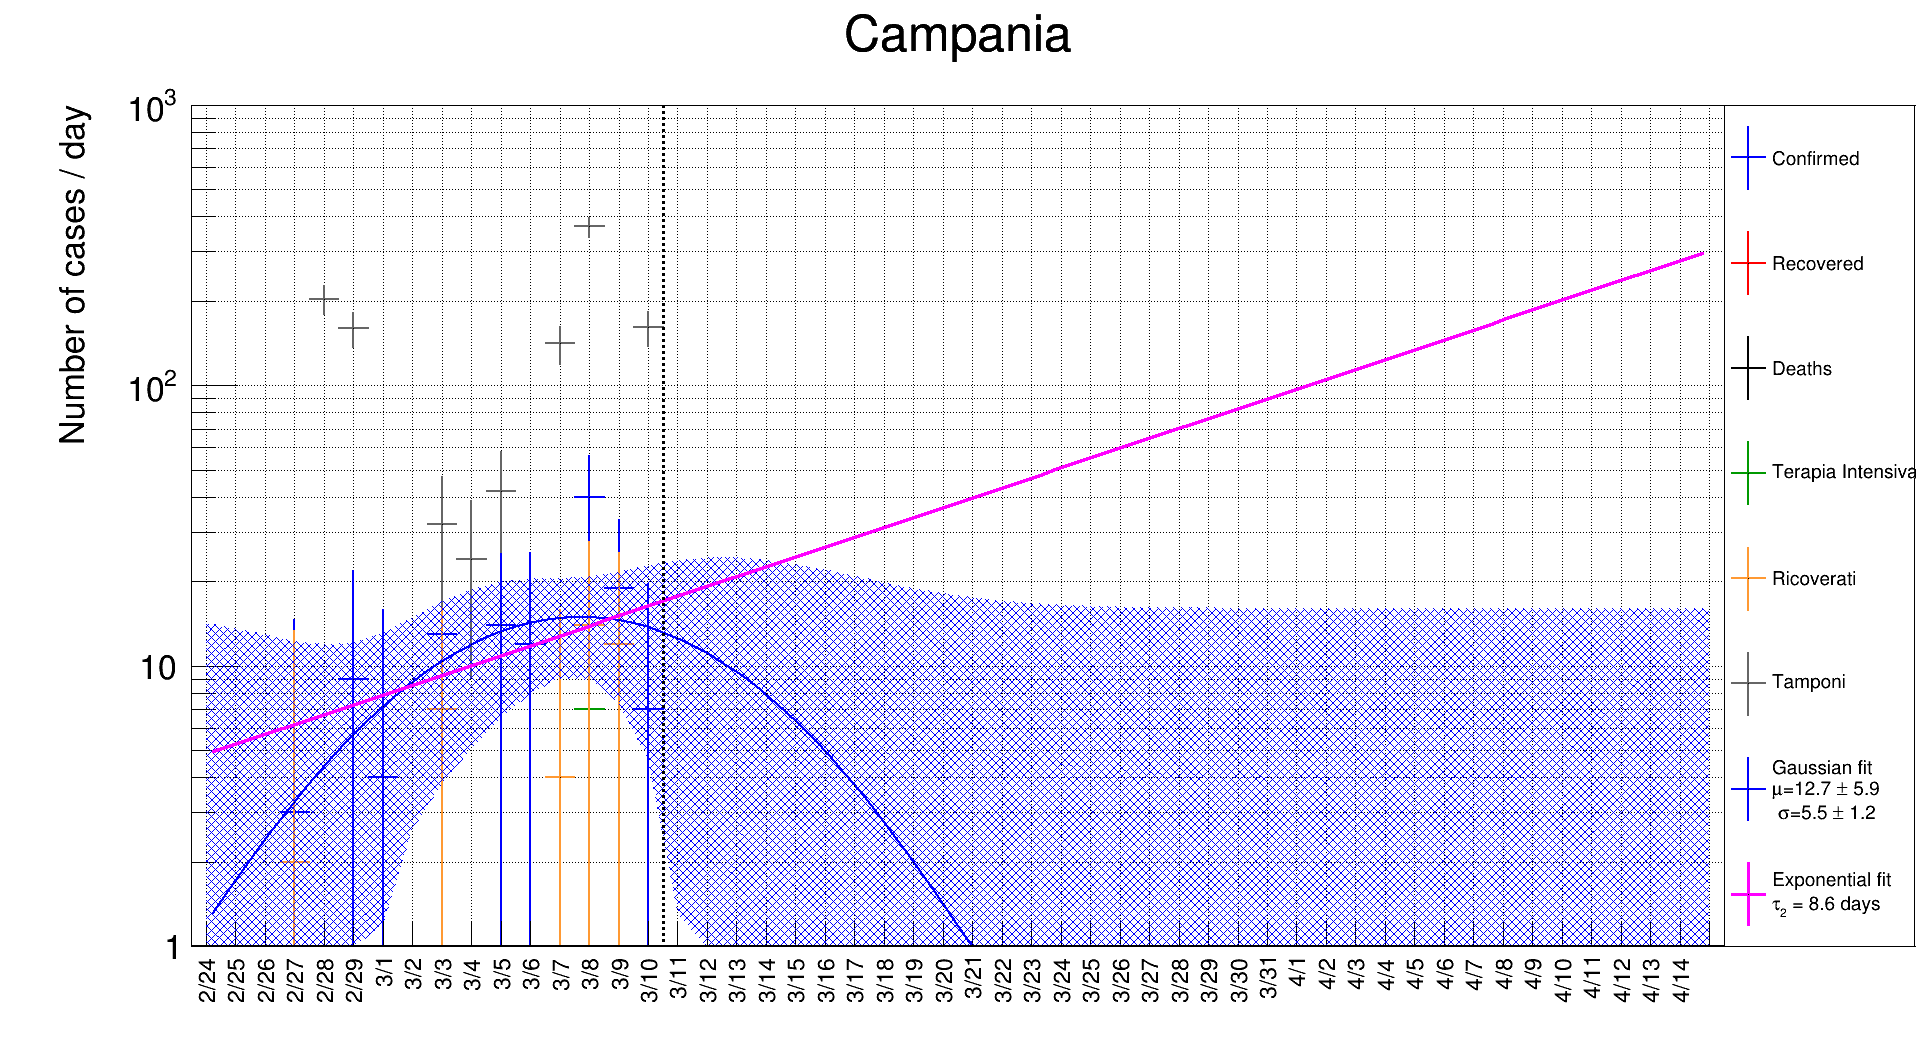 Campania
Number of cases / day
10³
10²
10
1
2/24 2/25 2/26 2/27 2/28 2/29 3/1 3/2 3/3 3/4 3/5 3/6 3/7 3/8 3/9 3/10 3/11 3/12 3/13 3/14 3/15 3/16 3/17 3/18 3/19 3/20 3/21 3/22 3/23 3/24 3/25 3/26 3/27 3/28 3/29 3/30 3/31 4/1 4/2 4/3 4/4 4/5 4/6 4/7 4/8 4/9 4/10 4/11 4/12 4/13 4/14
Confirmed
Recovered
Deaths
Terapia Intensiva
Ricoverati
Tamponi
Gaussian fit
μ=12.7 ± 5.9
σ=5.5 ± 1.2
Exponential fit
τ₂ = 8.6 days